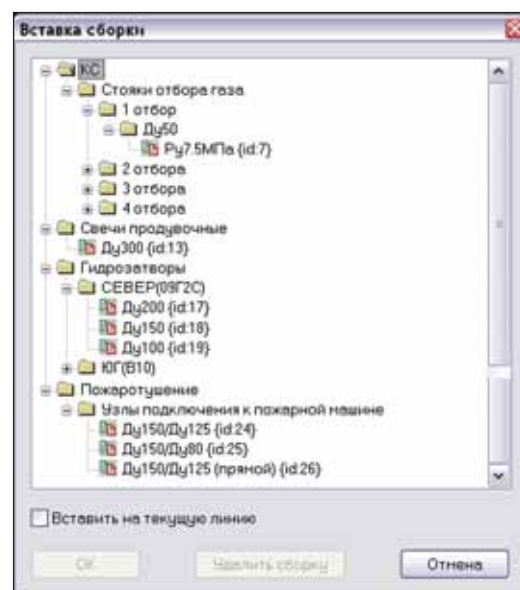 Вставка сборки
КС
Стояки отбора газа
1 отбор
Ду50
Ру7.5МПа {id:7}
2 отбора
3 отбора
4 отбора
Свечи продувочные
Ду300 {id:13}
Гидрозатворы
СЕВЕР(09Г2С)
Ду200 {id:17}
Ду150 {id:18}
Ду100 {id:19}
ЮГ(В10)
Пожаротушение
Узлы подключения к пожарной машине
Ду150/Ду125 {id:24}
Ду150/Ду80 {id:25}
Ду150/Ду125 (прямой) {id:26}
Вставить на текущую линию
ОК
Удалить сборку
Отмена